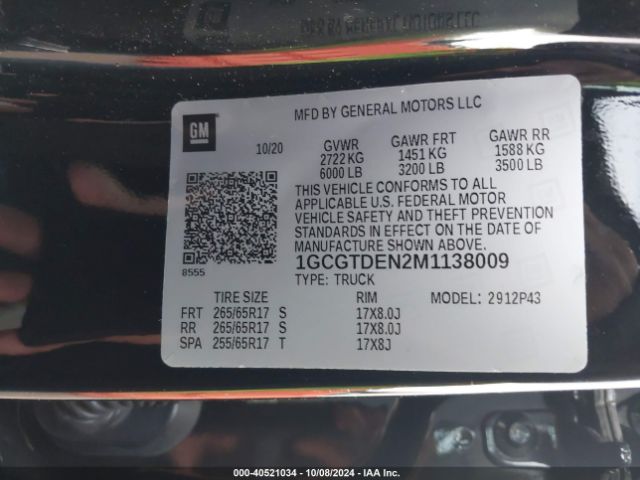 MFD BY GENERAL MOTORS LLC
GM
10/20
GVWR GAWR FRT GAWR RR
2722 KG 1451 KG 1588 KG
6000 LB 3200 LB 3500 LB
THIS VEHICLE CONFORMS TO ALL
APPLICABLE U.S. FEDERAL MOTOR
VEHICLE SAFETY AND THEFT PREVENTION
STANDARDS IN EFFECT ON THE DATE OF
MANUFACTURE SHOWN ABOVE.
8555
1GCGTDEN2M1138009
TYPE: TRUCK
TIRE SIZE RIM MODEL: 2912P43
FRT 265/65R17 S 17X8.0J
RR 265/65R17 S 17X8.0J
SPA 255/65R17 T 17X8J
000-40521034 - 10/08/2024 - IAAI.com